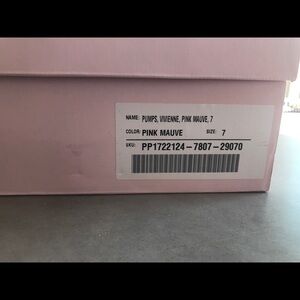 NAME: PUMPS, VIVIENNE, PINK MAUVE, 7
COLOR: PINK MAUVE SIZE: 7
SKU: PP1722124-7807-29070